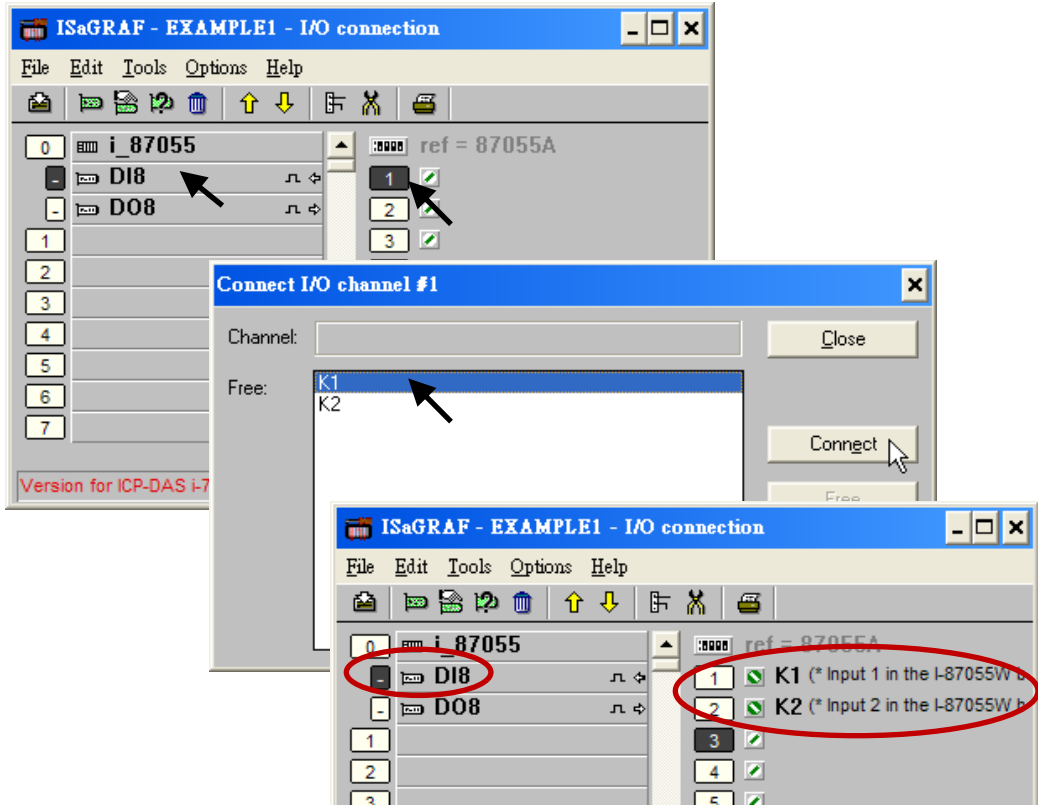 ISaGRAF - EXAMPLE1 - I/O connection
File Edit Tools Options Help
0 i_87055 ref = 87055A
- DI8 1
- DO8 2
1 3
2
3
4
5
6
7
Version for ICP-DAS i-7
Connect I/O channel #1
Channel: Close
Free: K1
K2
Connect
Free
ISaGRAF - EXAMPLE1 - I/O connection
File Edit Tools Options Help
0 i_87055 ref = 87055A
- DI8 1 K1 (* Input 1 in the I-87055W b
- DO8 2 K2 (* Input 2 in the I-87055W b
1 3
2 4
3 5